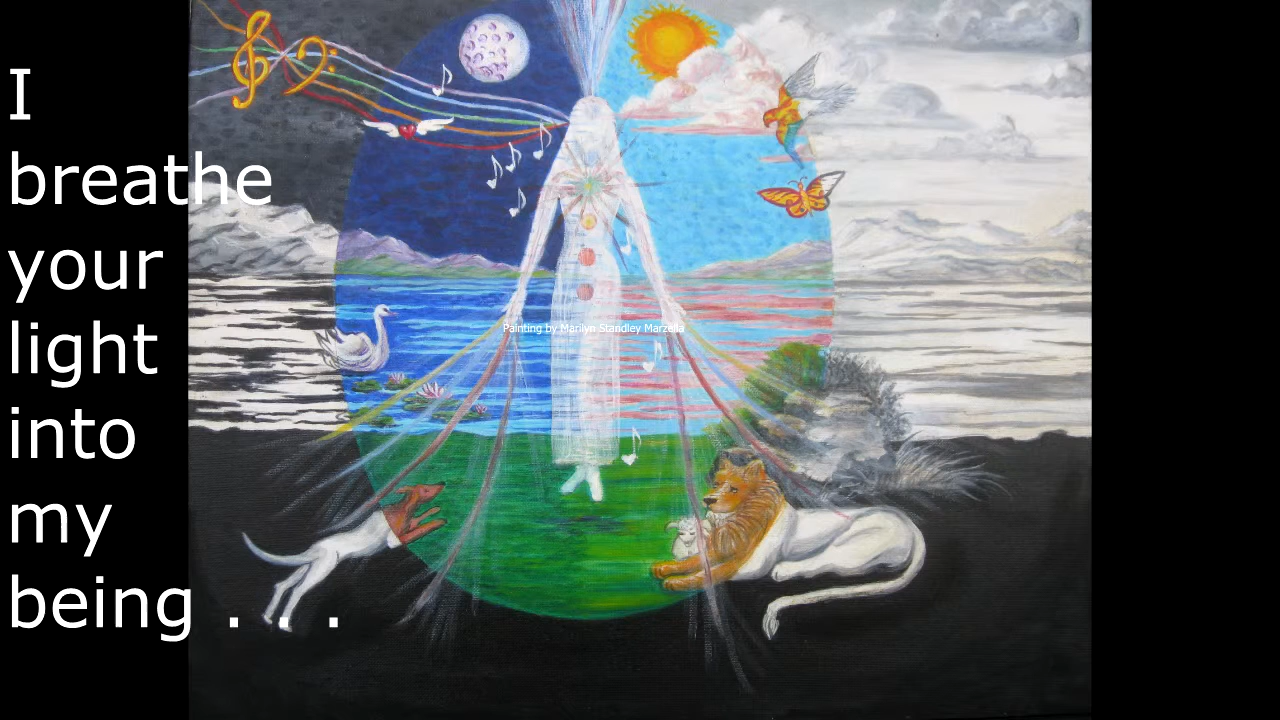 I
breathe
your
light
into
my
being . . .
Painting by Marilyn Standley Marzella